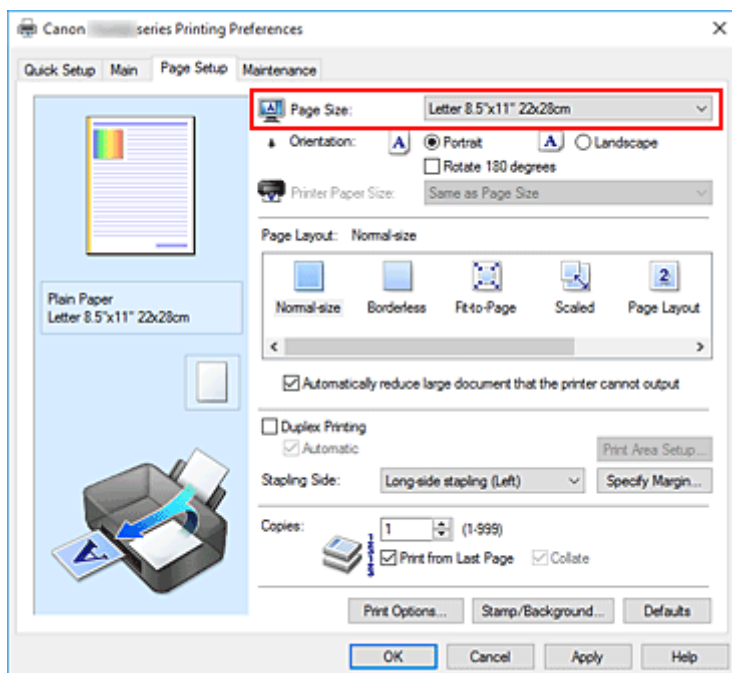 Canon series Printing Preferences
Quick Setup Main Page Setup Maintenance
Page Size: Letter 8.5"x11" 22x28cm
Orientation: A Portrait A Landscape
Rotate 180 degrees
Printer Paper Size: Same as Page Size
Page Layout: Normal-size
2
Normal-size Borderless Fit-to-Page Scaled Page Layout
Plain Paper
Letter 8.5"x11" 22x28cm
Automatically reduce large document that the printer cannot output
Duplex Printing
Automatic Print Area Setup...
Stapling Side: Long-side stapling (Left) Specify Margin...
Copies: 1 (1-999)
Print from Last Page Collate
A
Print Options... Stamp/Background... Defaults
OK Cancel Apply Help